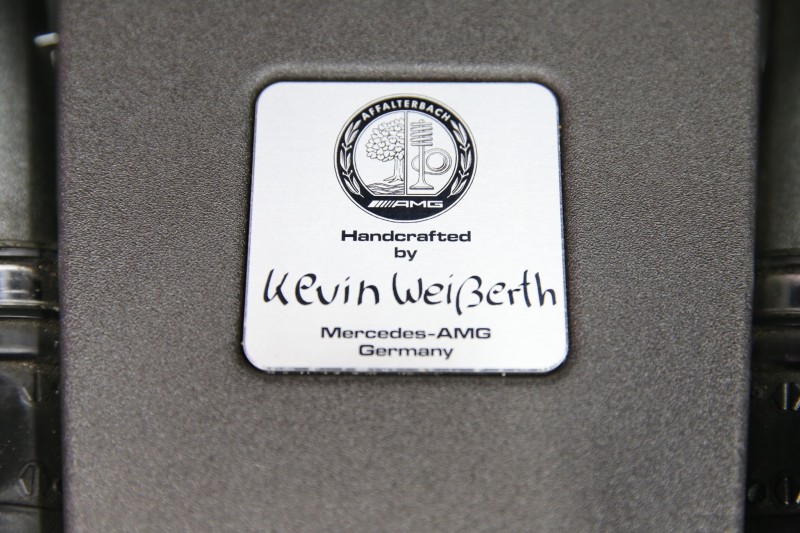 AFFALTERBACH
AMG
Handcrafted
by
Kevin Weißerth
Mercedes-AMG
Germany